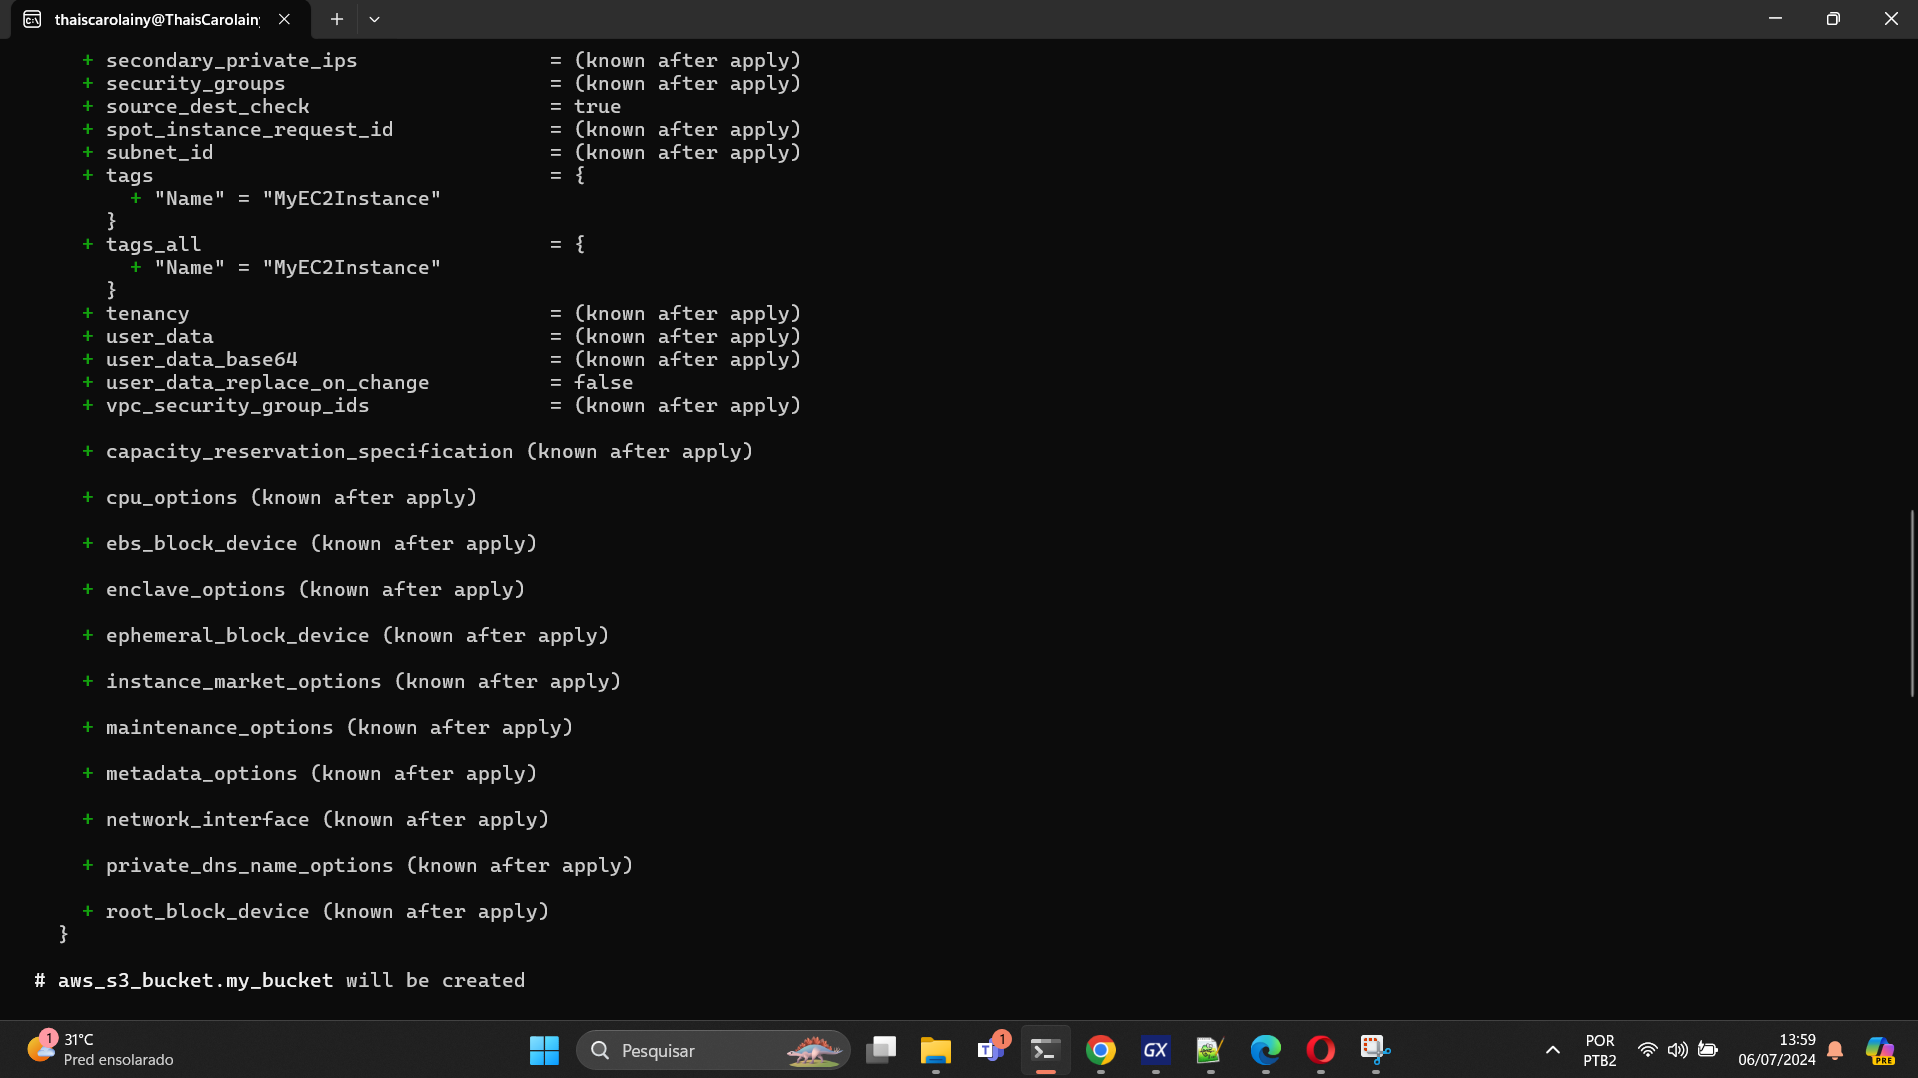 thaiscarolainy@ThaisCarolain
+ secondary_private_ips = (known after apply)
+ security_groups = (known after apply)
+ source_dest_check = true
+ spot_instance_request_id = (known after apply)
+ subnet_id = (known after apply)
+ tags = {
+ "Name" = "MyEC2Instance"
}
+ tags_all = {
+ "Name" = "MyEC2Instance"
}
+ tenancy = (known after apply)
+ user_data = (known after apply)
+ user_data_base64 = (known after apply)
+ user_data_replace_on_change = false
+ vpc_security_group_ids = (known after apply)
+ capacity_reservation_specification (known after apply)
+ cpu_options (known after apply)
+ ebs_block_device (known after apply)
+ enclave_options (known after apply)
+ ephemeral_block_device (known after apply)
+ instance_market_options (known after apply)
+ maintenance_options (known after apply)
+ metadata_options (known after apply)
+ network_interface (known after apply)
+ private_dns_name_options (known after apply)
+ root_block_device (known after apply)
}
# aws_s3_bucket.my_bucket will be created
1
31°C
Pred ensolarado
Pesquisar
T
1
GX
POR
PTB2
13:59
06/07/2024
PRE